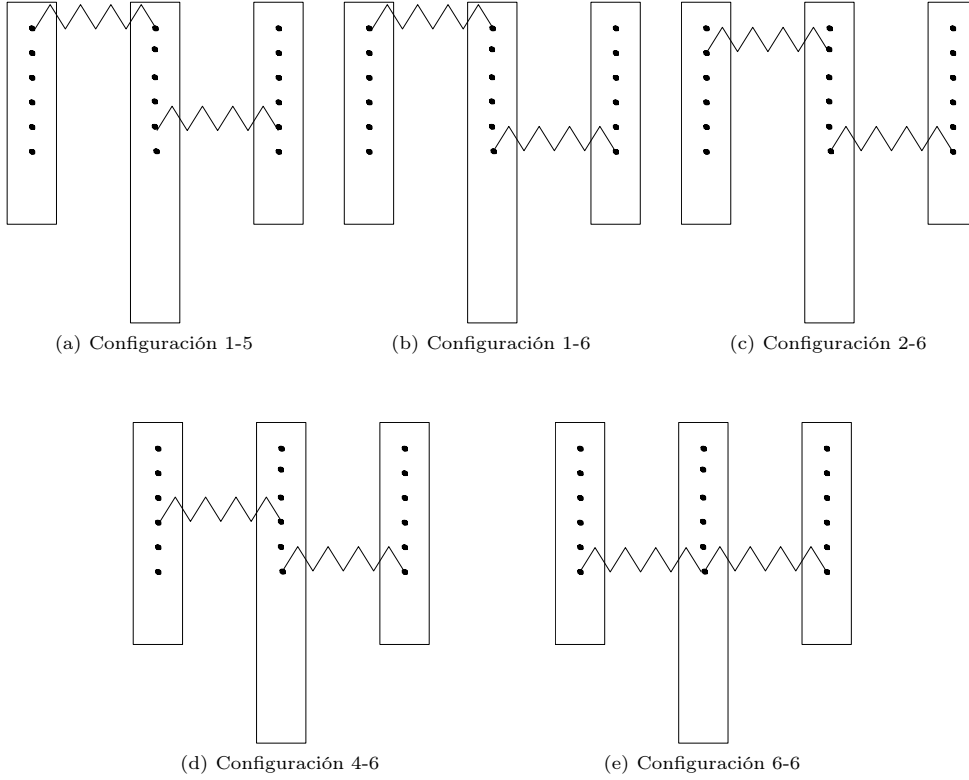 (a) Configuración 1-5
(b) Configuración 1-6
(c) Configuración 2-6
(d) Configuración 4-6
(e) Configuración 6-6